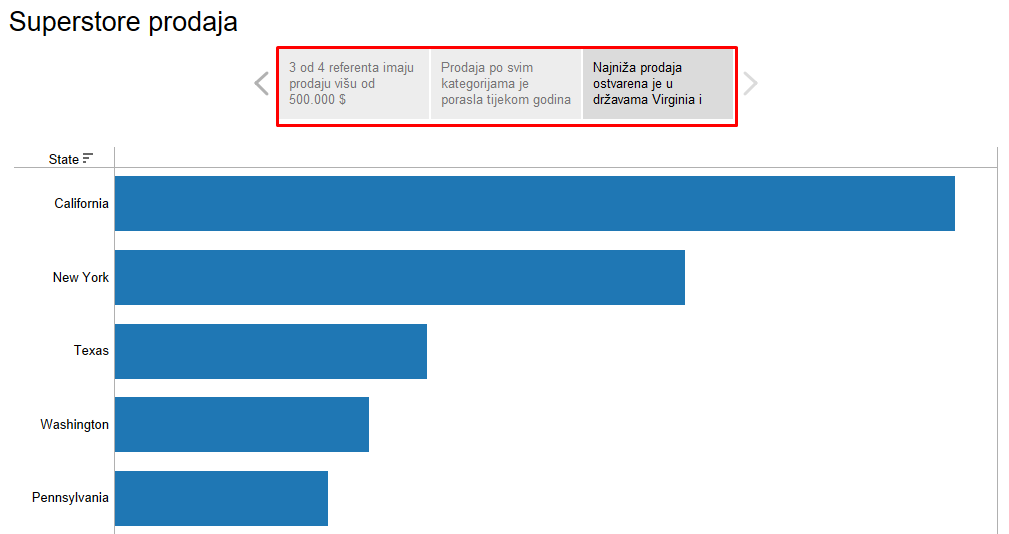 Superstore prodaja
3 od 4 referenta imaju
prodaju višu od
500.000 $
Prodaja po svim
kategorijama je
porasla tijekom godina
Najniža prodaja
ostvarena je u
državama Virginia i
State
California
New York
Texas
Washington
Pennsylvania